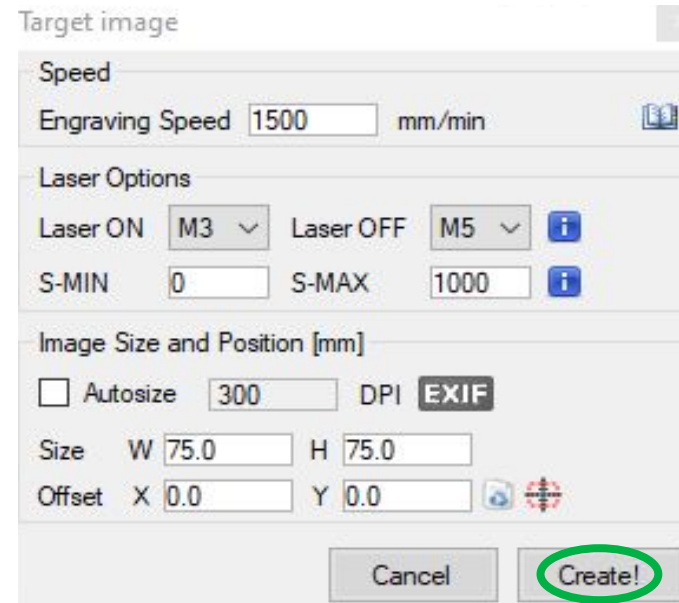 Target image
Speed
Engraving Speed 1500 mm/min
Laser Options
Laser ON M3 Laser OFF M5
S-MIN 0 S-MAX 1000
Image Size and Position [mm]
Autosize 300 DPI EXIF
Size W 75.0 H 75.0
Offset X 0.0 Y 0.0
Cancel Create!